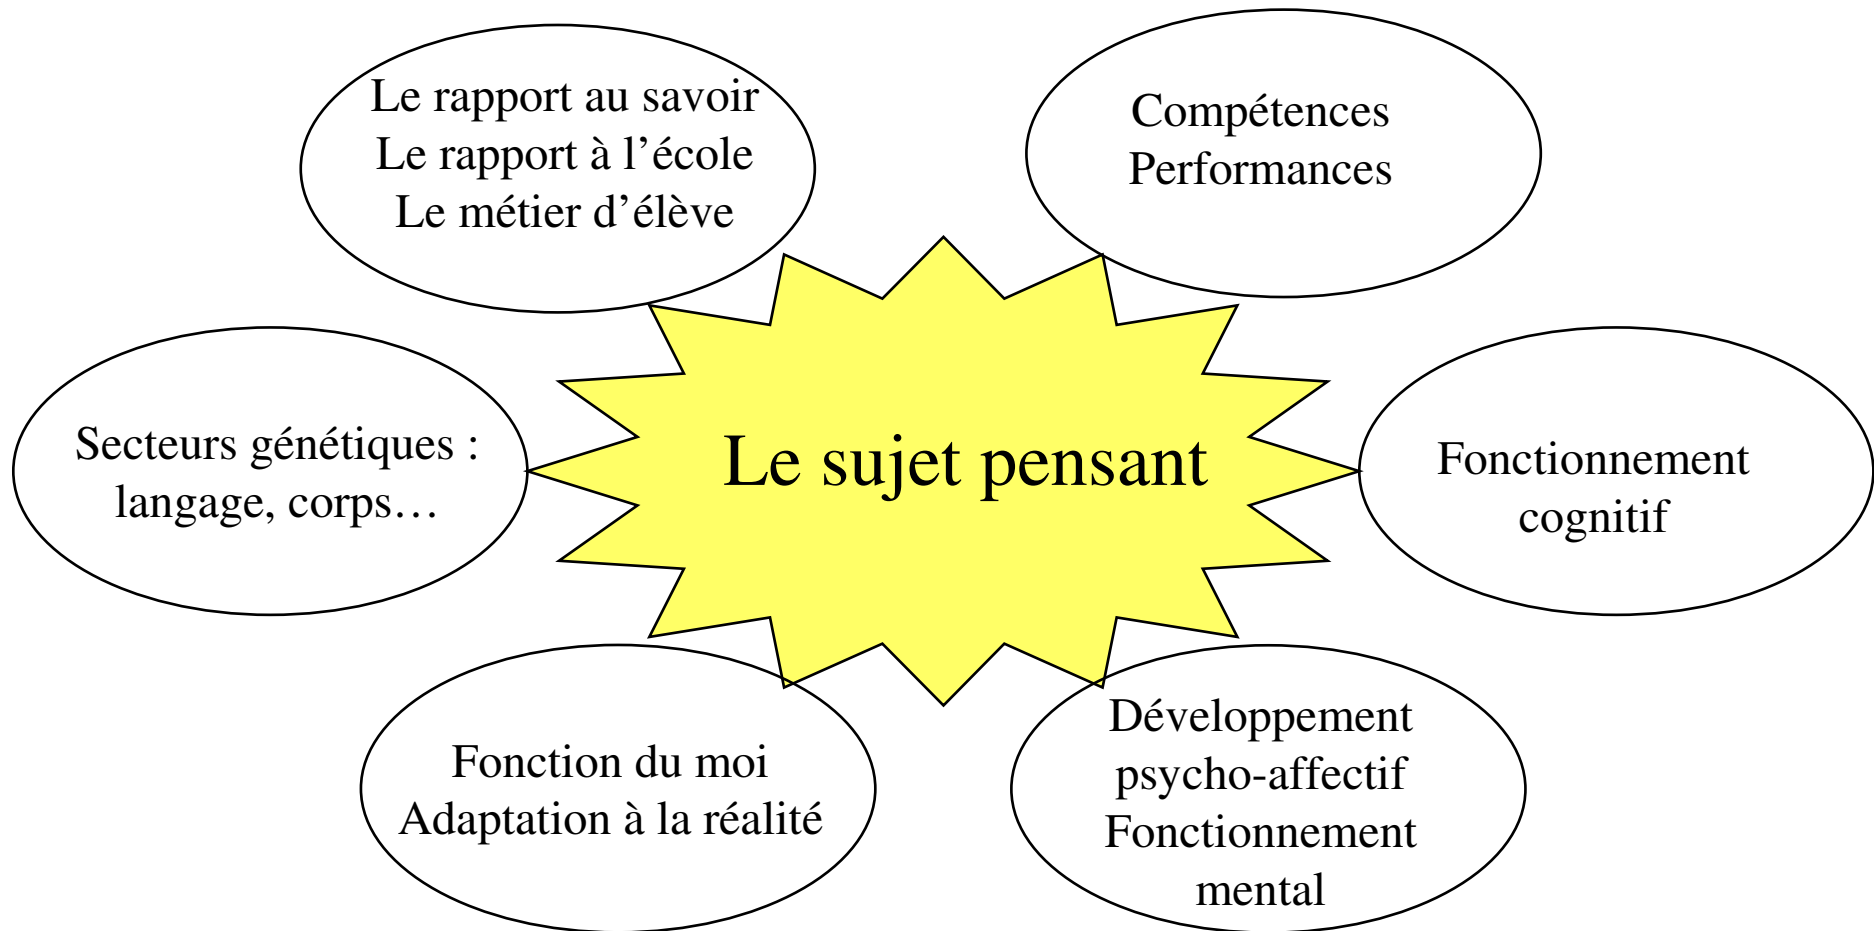 Le rapport au savoir
Le rapport à l’école
Le métier d’élève
Compétences
Performances
Secteurs génétiques :
langage, corps…
Le sujet pensant
Fonctionnement
cognitif
Fonction du moi
Adaptation à la réalité
Développement
psycho-affectif
Fonctionnement
mental